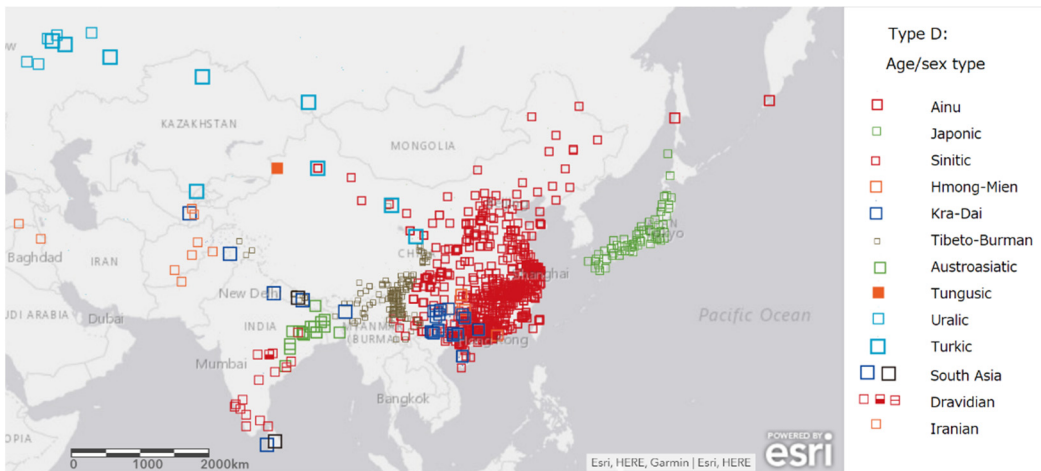 Type D:
Age/sex type
Ainu
Japonic
Sinitic
Hmong-Mien
Kra-Dai
Tibeto-Burman
Austroasiatic
Tungusic
Uralic
Turkic
South Asia
Dravidian
Iranian
KAZAKHSTAN
MONGOLIA
Baghdad
IRAN
Shanghai
New Delhi
Dubai
INDIA
MYANMAR
(BURMA)
Pacific Ocean
Mumbai
Bangkok
0 1000 2000km
Esri, HERE, Garmin | Esri, HERE
POWERED BY
esri